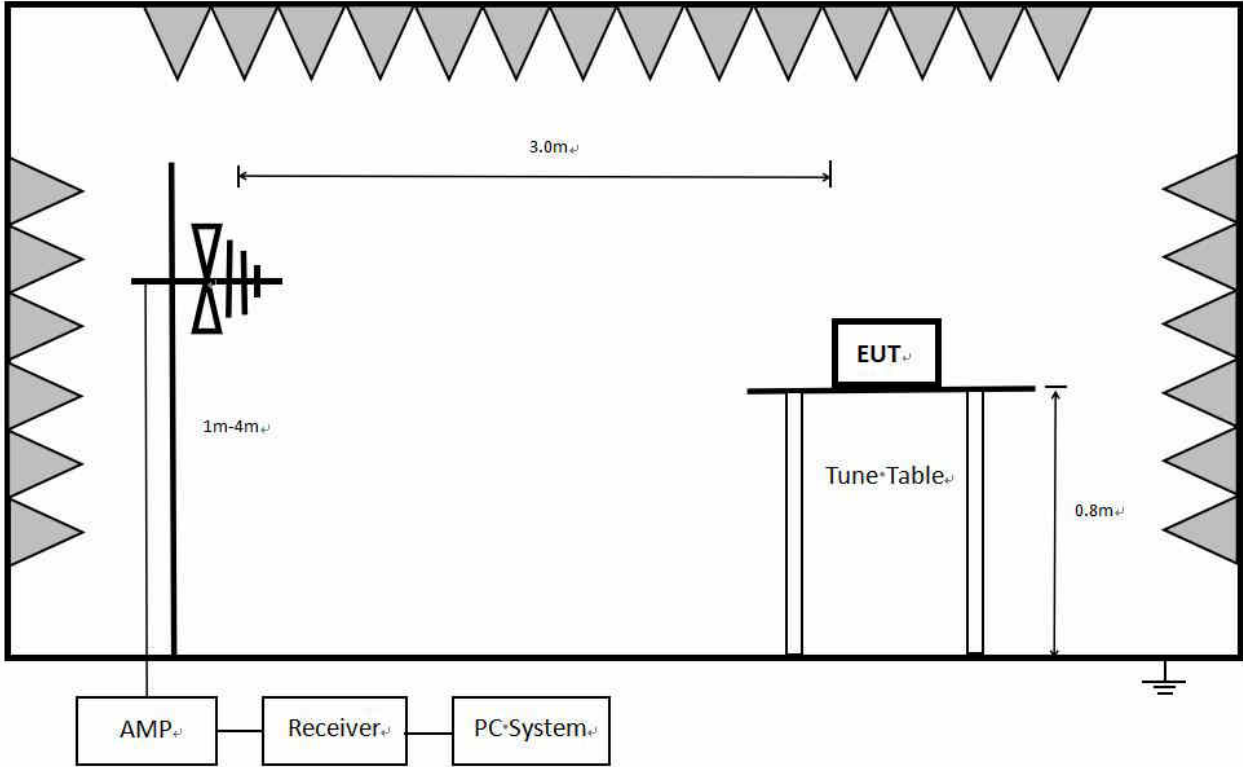 3.0m
EUT
1m-4m
Tune Table
0.8m
AMP
Receiver
PC System